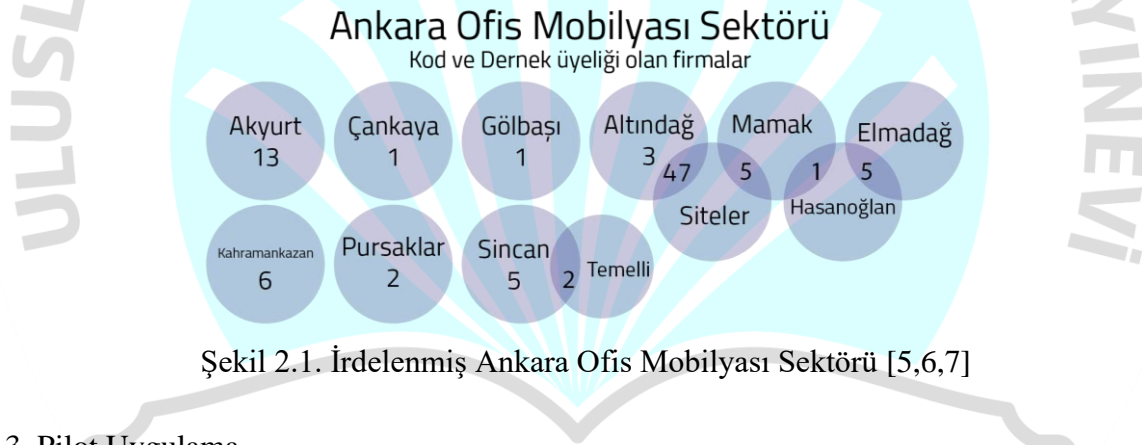 Ankara Ofis Mobilyası Sektörü
Kod ve Dernek üyeliği olan firmalar
Akyurt
13
Çankaya
1
Gölbaşı
1
Altındağ
3
47
Siteler
Mamak
5
1
Hasanoğlan
Elmadağ
5
Kahramankazan
6
Pursaklar
2
Sincan
5
2
Temelli
Şekil 2.1. İrdelenmiş Ankara Ofis Mobilyası Sektörü [5,6,7]
3. Pilot Uygulama
ULUSL
YINEVİ